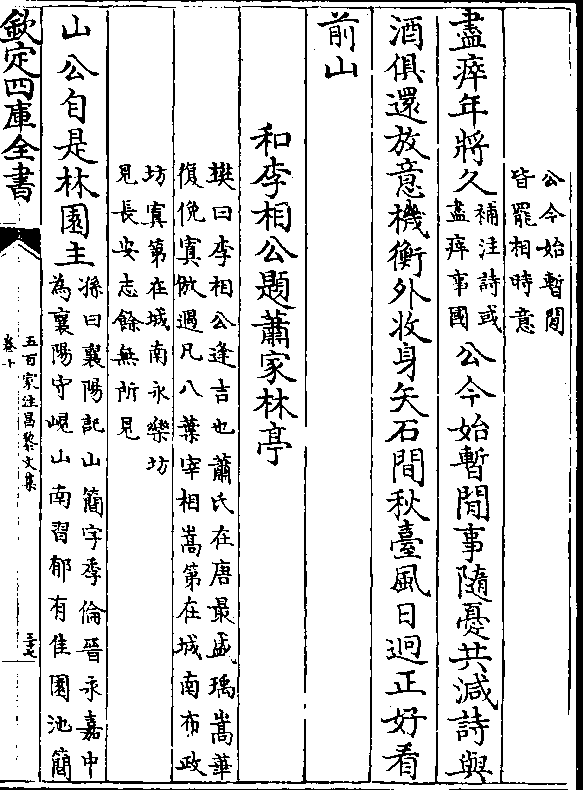 公今始暫閒
皆罷相時意
盡瘁年將久補注詩或盡瘁事國公今始暫閒事隨憂共減詩與
酒俱還放意機衡外收身矢石間秋臺風日迥正好看
前山
和李相公題蕭家林亭
樊曰李相公逢吉也蕭氏在唐最盛瑀嵩華
復俛寘倣遘凡八葉宰相嵩第在城南布政
坊寘第在城南永樂坊
見長安志餘無所見
山公自是林園主孫曰襄陽記山簡字季倫晉永嘉中
為襄陽守峴山南習郁有佳園池簡
欽定四庫全書
五百家注昌黎文集
卷十